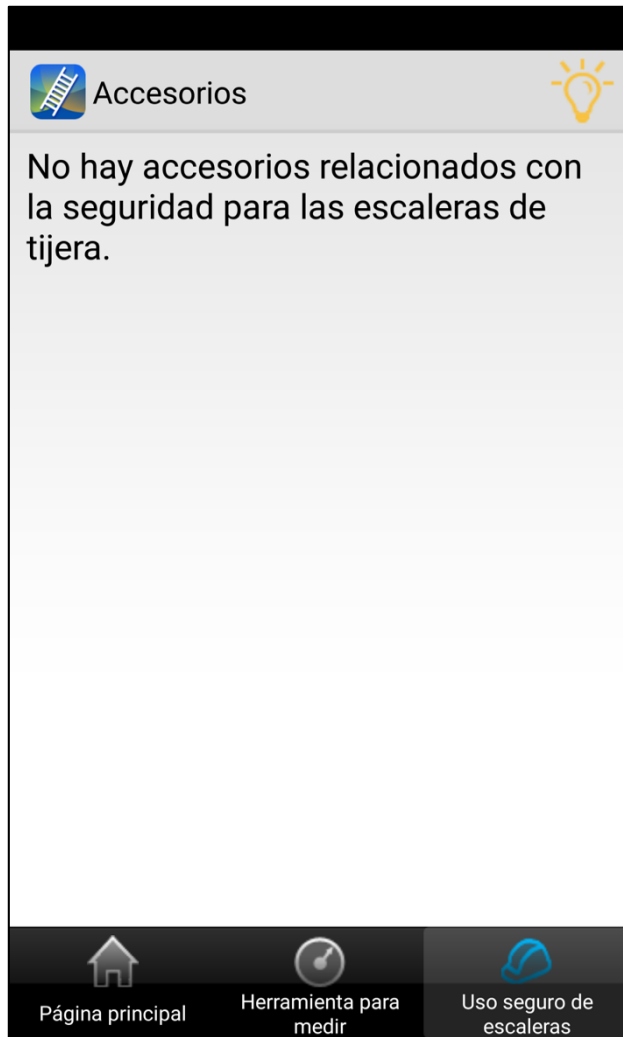 Accesorios
No hay accesorios relacionados con
la seguridad para las escaleras de
tijera.
Página principal
Herramienta para
medir
Uso seguro de
escaleras